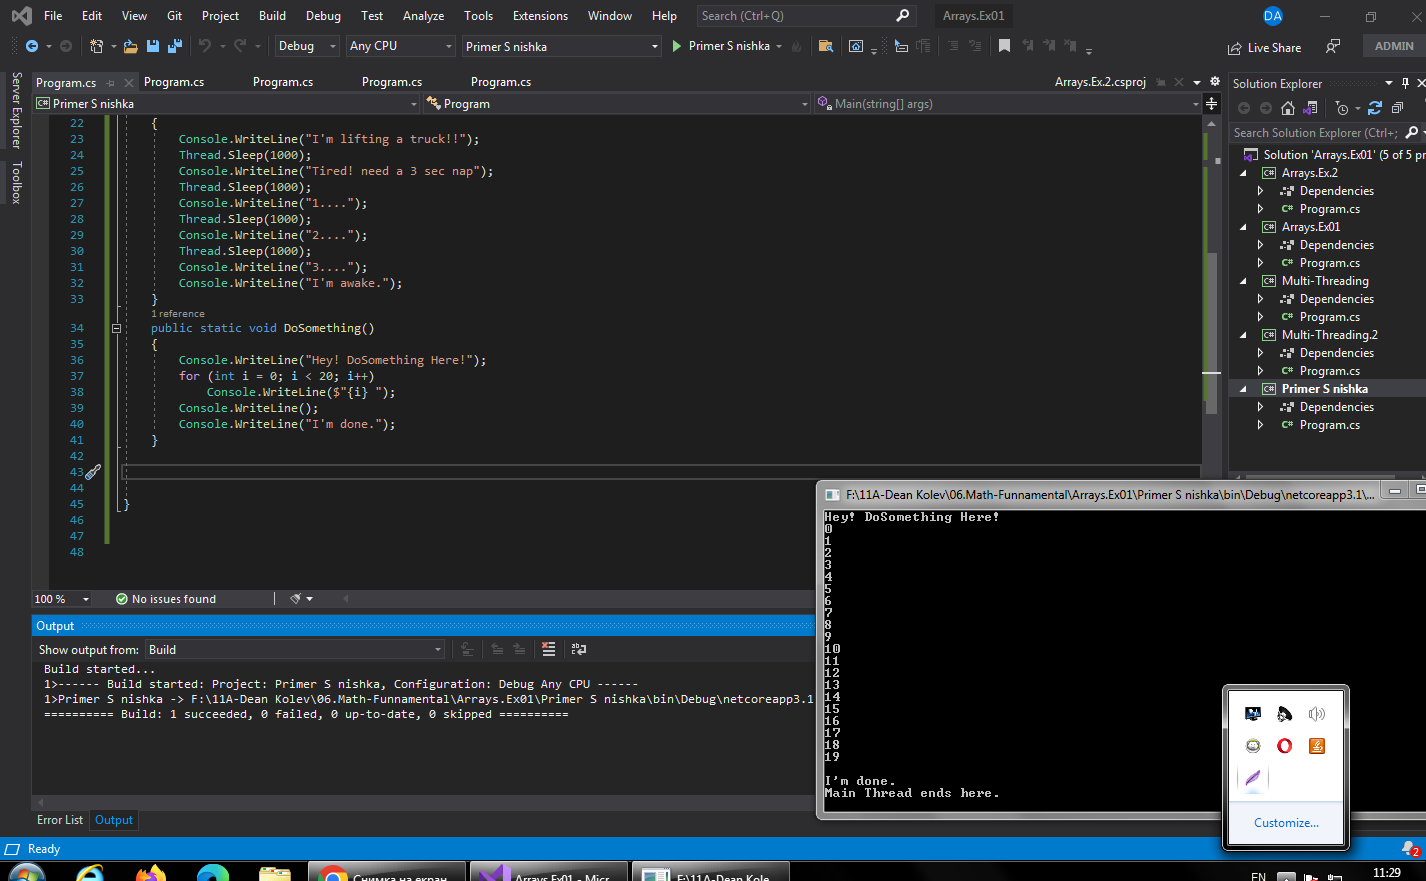 File Edit View Git Project Build Debug Test Analyze Tools Extensions Window Help Search (Ctrl+Q) Arrays.Ex01 DA
Debug Any CPU Primer S nishka Primer S nishka Live Share ADMIN
Server Explorer
Toolbox
Program.cs Program.cs Program.cs Program.cs Program.cs Arrays.Ex.2.csproj
Primer S nishka Program Main(string[] args)
22 {
23 Console.WriteLine("I'm lifting a truck!!");
24 Thread.Sleep(1000);
25 Console.WriteLine("Tired! need a 3 sec nap");
26 Thread.Sleep(1000);
27 Console.WriteLine("1....");
28 Thread.Sleep(1000);
29 Console.WriteLine("2....");
30 Thread.Sleep(1000);
31 Console.WriteLine("3....");
32 Console.WriteLine("I'm awake.");
33 }
1 reference
34 public static void DoSomething()
35 {
36 Console.WriteLine("Hey! DoSomething Here!");
37 for (int i = 0; i < 20; i++)
38 Console.WriteLine($"{i} ");
39 Console.WriteLine();
40 Console.WriteLine("I'm done.");
41 }
42
43
44
45 }
46
47
48
100 % No issues found
Output
Show output from: Build
Build started...
1>------ Build started: Project: Primer S nishka, Configuration: Debug Any CPU ------
1>Primer S nishka -> F:\11A-Dean Kolev\06.Math-Funnamental\Arrays.Ex01\Primer S nishka\bin\Debug\netcoreapp3.1
========== Build: 1 succeeded, 0 failed, 0 up-to-date, 0 skipped ==========
Error List Output
Ready
Solution Explorer
Search Solution Explorer (Ctrl+;
Solution 'Arrays.Ex01' (5 of 5 pr
Arrays.Ex.2
Dependencies
Program.cs
Arrays.Ex01
Dependencies
Program.cs
Multi-Threading
Dependencies
Program.cs
Multi-Threading.2
Dependencies
Program.cs
Primer S nishka
Dependencies
Program.cs
F:\11A-Dean Kolev\06.Math-Funnamental\Arrays.Ex01\Primer S nishka\bin\Debug\netcoreapp3.1\...
Hey! DoSomething Here!
0
1
2
3
4
5
6
7
8
9
10
11
12
13
14
15
16
17
18
19
I'm done.
Main Thread ends here.
Customize...
2
Снимка на екран Arrays.Ex01 - Micr F:\11A-Dean Kole EN 11:29